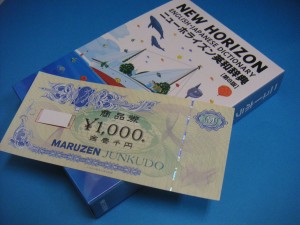 NEW HORIZON
ENGLISH-JAPANESE DICTIONARY
ニューホライズン英和辞典
商品券
¥1,000.
金壱千円
MARUZEN JUNKUDO